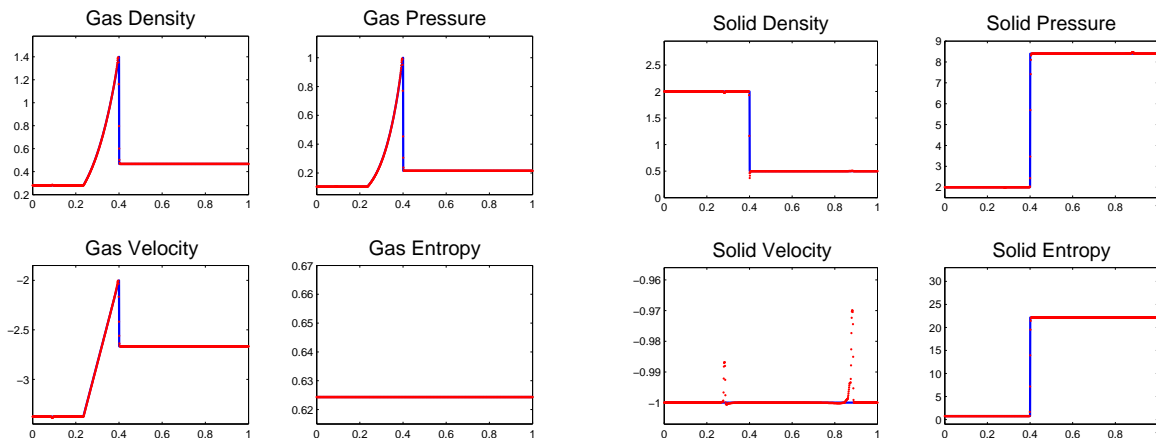 Gas Density
1.4
1.2
1
0.8
0.6
0.4
0.2
0 0.2 0.4 0.6 0.8 1
Gas Pressure
1
0.8
0.6
0.4
0.2
0 0.2 0.4 0.6 0.8 1
Solid Density
2.5
2
1.5
1
0.5
0
0 0.2 0.4 0.6 0.8 1
Solid Pressure
9
8
7
6
5
4
3
2
0 0.2 0.4 0.6 0.8 1
Gas Velocity
−2
−2.5
−3
0 0.2 0.4 0.6 0.8 1
Gas Entropy
0.67
0.66
0.65
0.64
0.63
0.62
0 0.2 0.4 0.6 0.8 1
Solid Velocity
−0.96
−0.97
−0.98
−0.99
−1
0 0.2 0.4 0.6 0.8 1
Solid Entropy
30
25
20
15
10
5
0
0 0.2 0.4 0.6 0.8 1